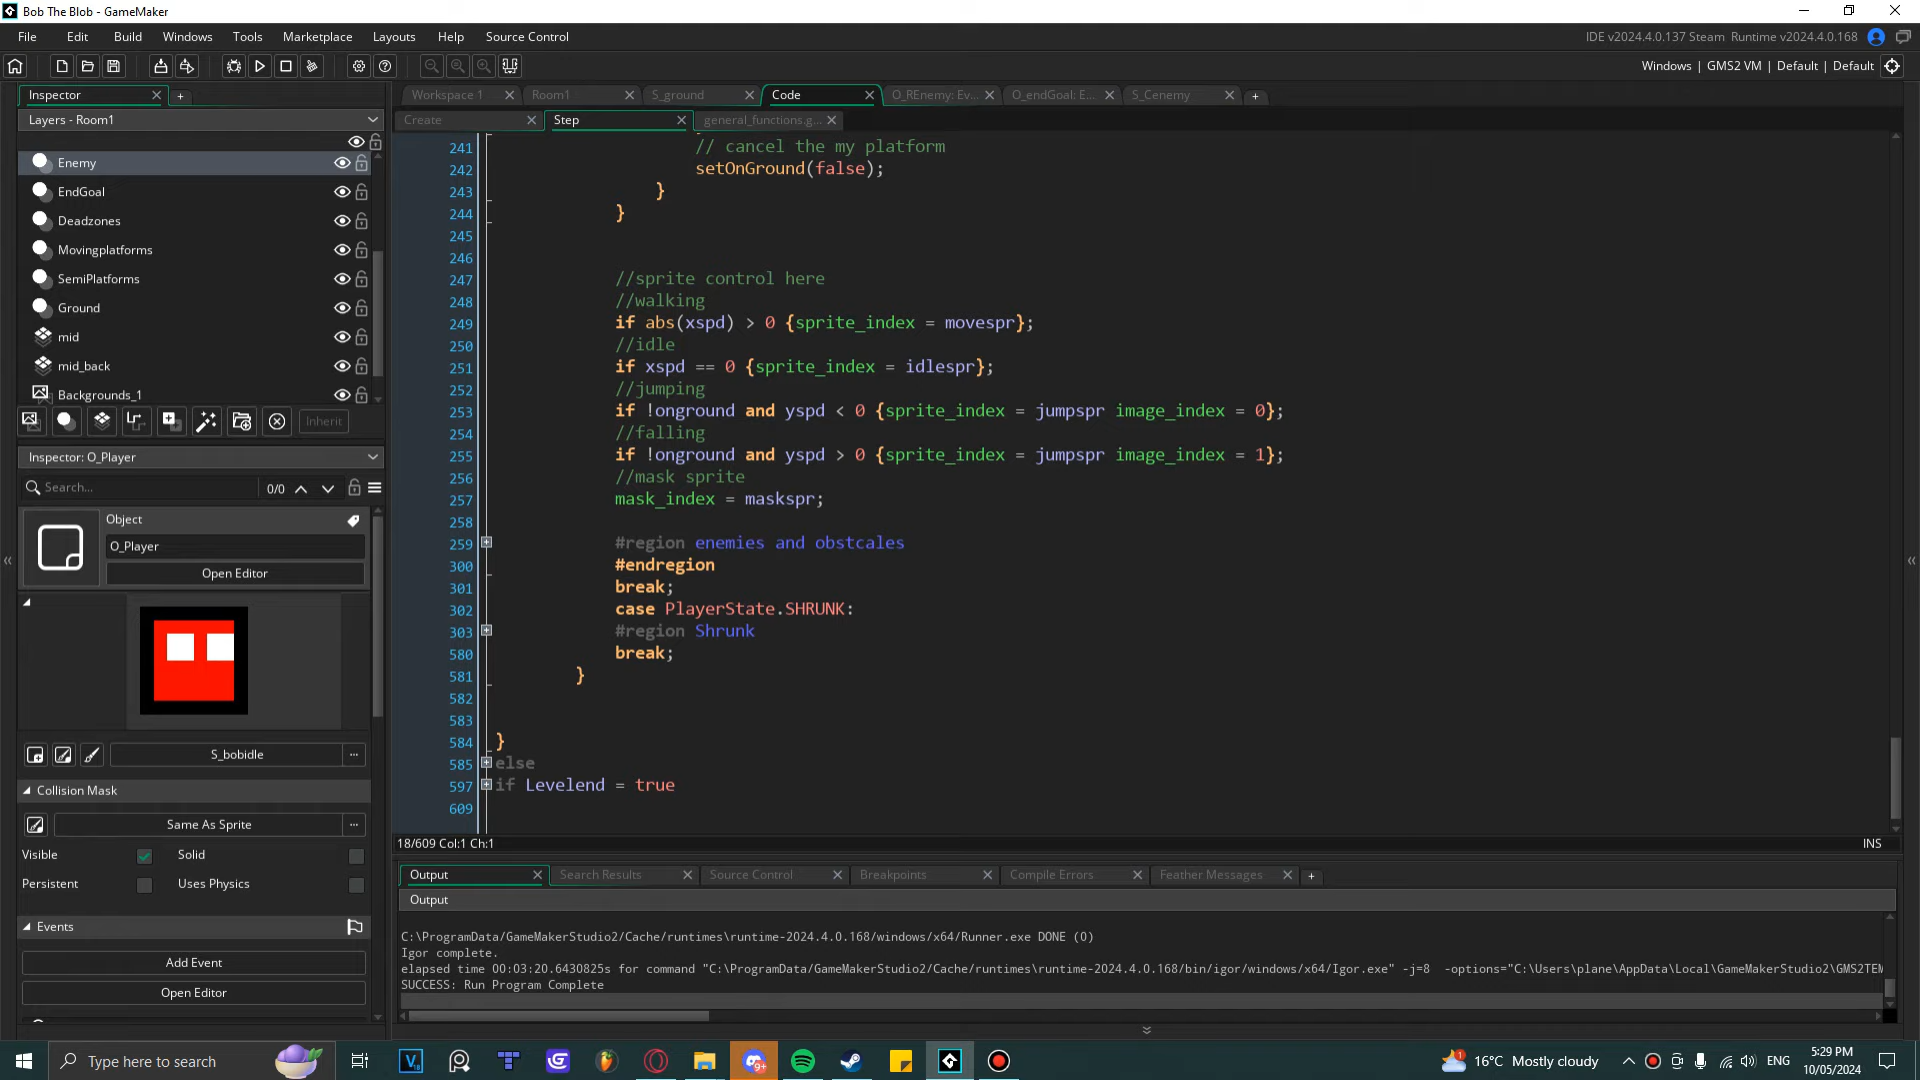 Bob The Blob - GameMaker
File Edit Build Windows Tools Marketplace Layouts Help Source Control
IDE v2024.4.0.137 Steam Runtime v2024.4.0.168
Windows | GMS2 VM | Default | Default
Inspector
Layers - Room1
Enemy
EndGoal
Deadzones
Movingplatforms
SemiPlatforms
Ground
mid
mid_back
Backgrounds_1
Inherit
Inspector: O_Player
Search... 0/0
Object
O_Player
Open Editor
S_bobidle
Collision Mask
Same As Sprite
Visible Solid
Persistent Uses Physics
Events
Add Event
Open Editor
Workspace 1 Room1 S_ground Code O_REnemy: Ev... O_endGoal: E... S_Cenemy
Create Step general_functions.g...
241 // cancel the my platform
242 setOnGround(false);
243 }
244 }
245
246
247 //sprite control here
248 //walking
249 if abs(xspd) > 0 {sprite_index = movespr};
250 //idle
251 if xspd == 0 {sprite_index = idlespr};
252 //jumping
253 if !onground and yspd < 0 {sprite_index = jumpspr image_index = 0};
254 //falling
255 if !onground and yspd > 0 {sprite_index = jumpspr image_index = 1};
256 //mask sprite
257 mask_index = maskspr;
258
259 #region enemies and obstcales
300 #endregion
301 break;
302 case PlayerState.SHRUNK:
303 #region Shrunk
580 break;
581 }
582
583
584 }
585 else
597 if Levelend = true
609
18/609 Col:1 Ch:1 INS
Output Search Results Source Control Breakpoints Compile Errors Feather Messages
Output
C:\ProgramData/GameMakerStudio2/Cache/runtimes\runtime-2024.4.0.168/windows/x64/Runner.exe DONE (0)
Igor complete.
elapsed time 00:03:20.6430825s for command "C:\ProgramData/GameMakerStudio2/Cache/runtimes\runtime-2024.4.0.168/bin/igor/windows/x64/Igor.exe" -j=8 -options="C:\Users\plane\AppData\Local\GameMakerStudio2\GMS2TEM
SUCCESS: Run Program Complete
Type here to search
9+
1
16°C Mostly cloudy
ENG
5:29 PM
10/05/2024